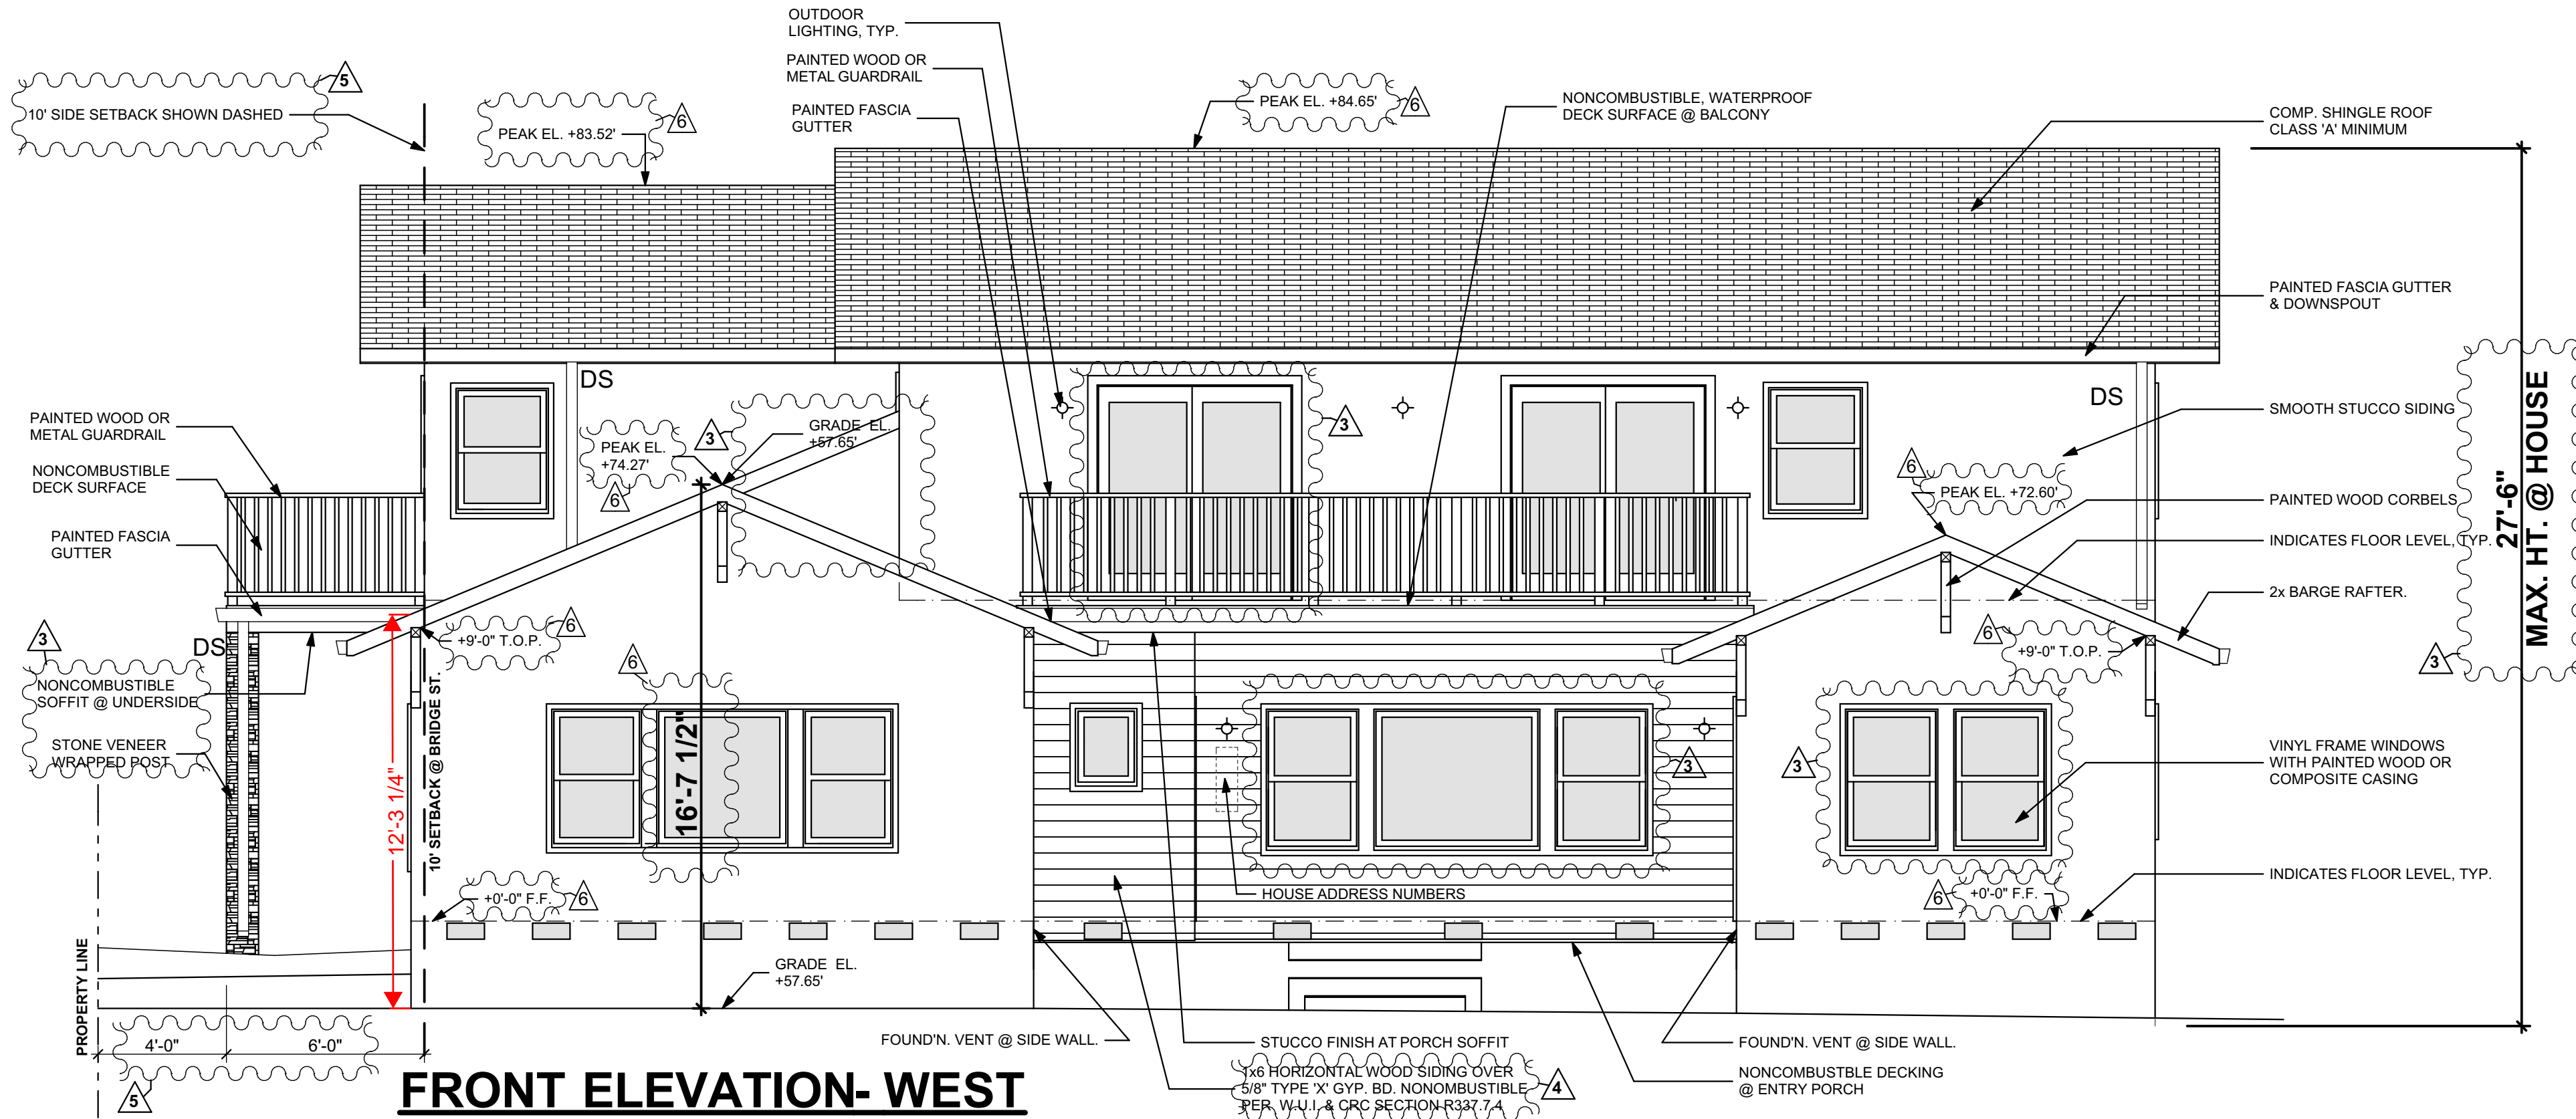 OUTDOOR
LIGHTING, TYP.
PAINTED WOOD OR
METAL GUARDRAIL
PAINTED FASCIA
GUTTER
5
10' SIDE SETBACK SHOWN DASHED
PEAK EL. +83.52'
6
PEAK EL. +84.65'
6
NONCOMBUSTIBLE, WATERPROOF
DECK SURFACE @ BALCONY
COMP. SHINGLE ROOF
CLASS 'A' MINIMUM
PAINTED FASCIA GUTTER
& DOWNSPOUT
DS
DS
PAINTED WOOD OR
METAL GUARDRAIL
NONCOMBUSTIBLE
DECK SURFACE
PAINTED FASCIA
GUTTER
PEAK EL.
+74.27'
6
3
GRADE EL.
+57.65'
3
SMOOTH STUCCO SIDING
6
PEAK EL. +72.60'
PAINTED WOOD CORBELS
INDICATES FLOOR LEVEL, TYP.
2x BARGE RAFTER.
27'-6"
MAX. HT. @ HOUSE
3
3
DS
NONCOMBUSTIBLE
SOFFIT @ UNDERSIDE
STONE VENEER
WRAPPED POST
+9'-0" T.O.P.
6
6
+9'-0" T.O.P.
6
12'-3 1/4"
10' SETBACK @ BRIDGE ST.
16'-7 1/2"
3
3
VINYL FRAME WINDOWS
WITH PAINTED WOOD OR
COMPOSITE CASING
+0'-0" F.F.
6
HOUSE ADDRESS NUMBERS
6
+0'-0" F.F.
INDICATES FLOOR LEVEL, TYP.
PROPERTY LINE
GRADE EL.
+57.65'
4'-0"
6'-0"
5
FOUND'N. VENT @ SIDE WALL.
STUCCO FINISH AT PORCH SOFFIT
1x6 HORIZONTAL WOOD SIDING OVER
5/8" TYPE 'X' GYP. BD. NONOMBUSTIBLE
PER W.U.I. & CRC SECTION R337.7.4
4
FOUND'N. VENT @ SIDE WALL.
NONCOMBUSTBLE DECKING
@ ENTRY PORCH
FRONT ELEVATION- WEST